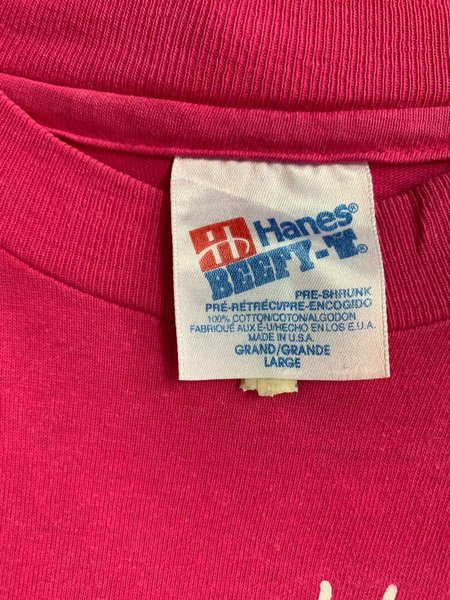 Hanes®
BEEFY-T®
PRE-SHRUNK
PRÉ-RÉTRÉCI/PRE-ENCOGIDO
100% COTTON/COTON/ALGODON
FABRIQUÉ AUX É-U/HECHO EN LOS E.U.A.
MADE IN U.S.A.
GRAND/GRANDE
LARGE